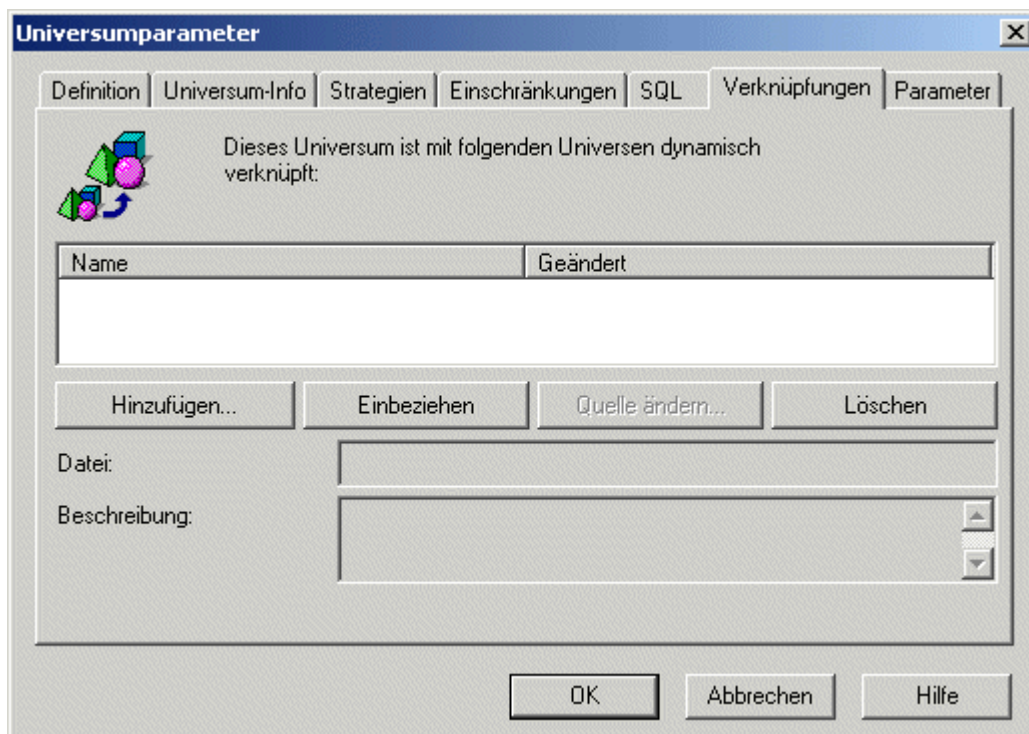 Universumparameter
Definition Universum-Info Strategien Einschränkungen SQL Verknüpfungen Parameter
Dieses Universum ist mit folgenden Universen dynamisch
verknüpft:
Name Geändert
Hinzufügen... Einbeziehen Quelle ändern... Löschen
Datei:
Beschreibung:
OK Abbrechen Hilfe